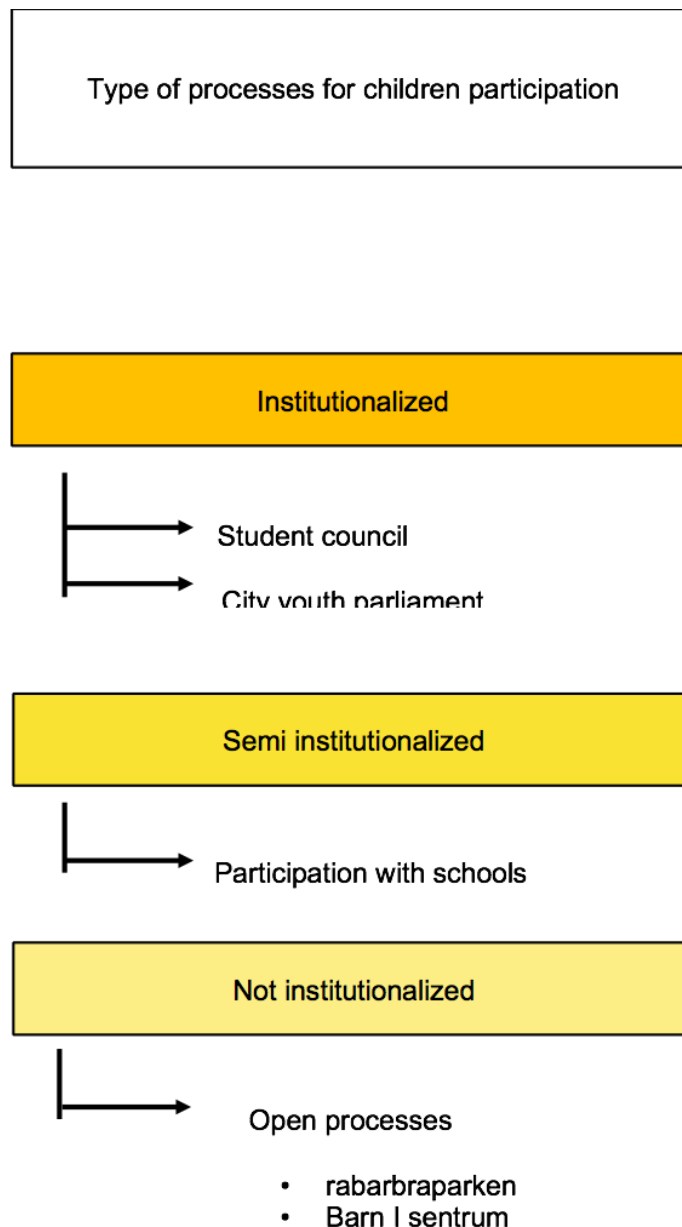 Type of processes for children participation
Institutionalized
Student council
City youth parliament
Semi institutionalized
Participation with schools
Not institutionalized
Open processes
• rabarbraparken
• Barn I sentrum